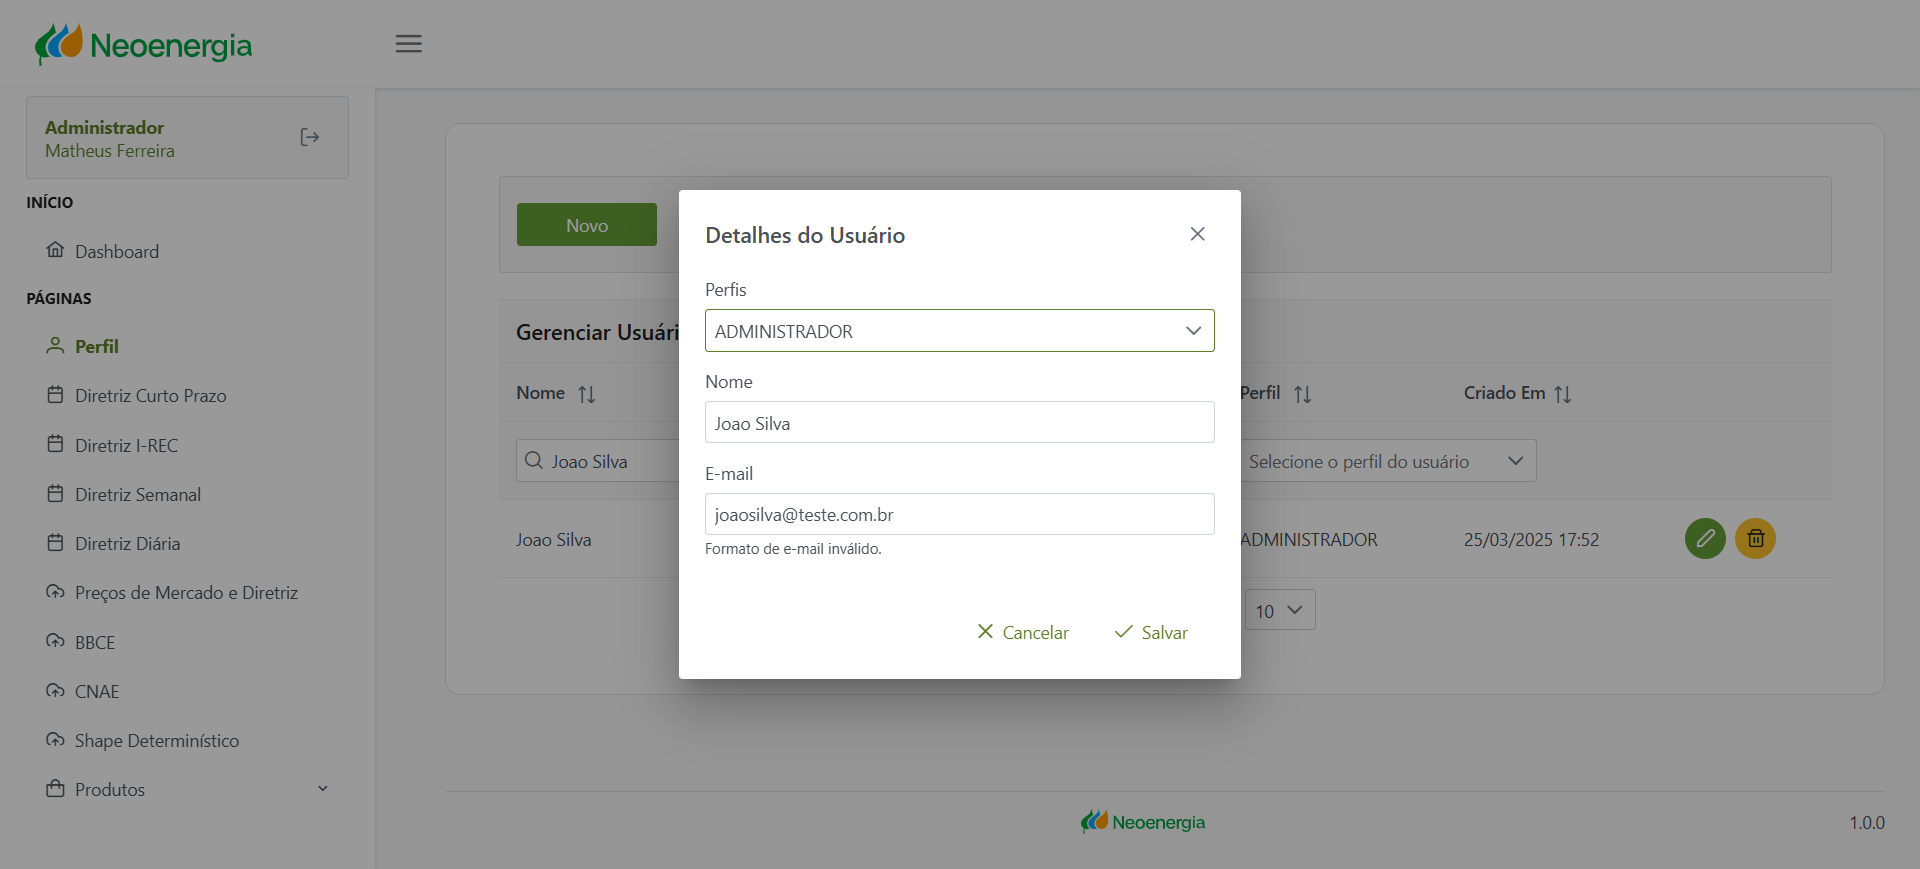 Neoenergia
Administrador
Matheus Ferreira
INÍCIO
Dashboard
PÁGINAS
Perfil
Diretriz Curto Prazo
Diretriz I-REC
Diretriz Semanal
Diretriz Diária
Preços de Mercado e Diretriz
BBCE
CNAE
Shape Determinístico
Produtos
Novo
Gerenciar Usuári
Nome
Perfil
Criado Em
Joao Silva
Selecione o perfil do usuário
Joao Silva
ADMINISTRADOR
25/03/2025 17:52
10
Detalhes do Usuário
Perfis
ADMINISTRADOR
Nome
Joao Silva
E-mail
joaosilva@teste.com.br
Formato de e-mail inválido.
Cancelar
Salvar
Neoenergia
1.0.0